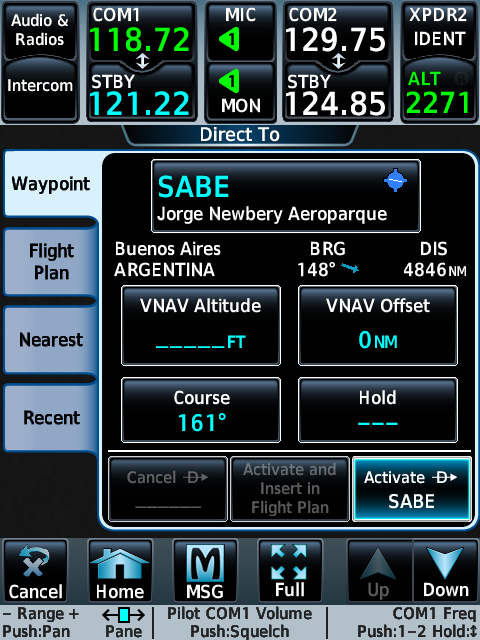 Audio &
Radios
COM1
118.72
MIC
COM2
129.75
XPDR2
IDENT
Intercom
STBY
121.22
1
1
MON
STBY
124.85
ALT
R
2271
Direct To
Waypoint
Flight
Plan
Nearest
Recent
SABE
Jorge Newbery Aeroparque
Buenos Aires
ARGENTINA
BRG
148°
DIS
4846NM
VNAV Altitude
_____FT
VNAV Offset
0NM
Course
161°
Hold
___
Cancel D
______
Activate and
Insert in
Flight Plan
Activate D
SABE
Cancel
Home
MSG
Full
Up
Down
– Range +
Push:Pan
Pane
Pilot COM1 Volume
Push:Squelch
COM1 Freq
Push:1–2 Hold:↕